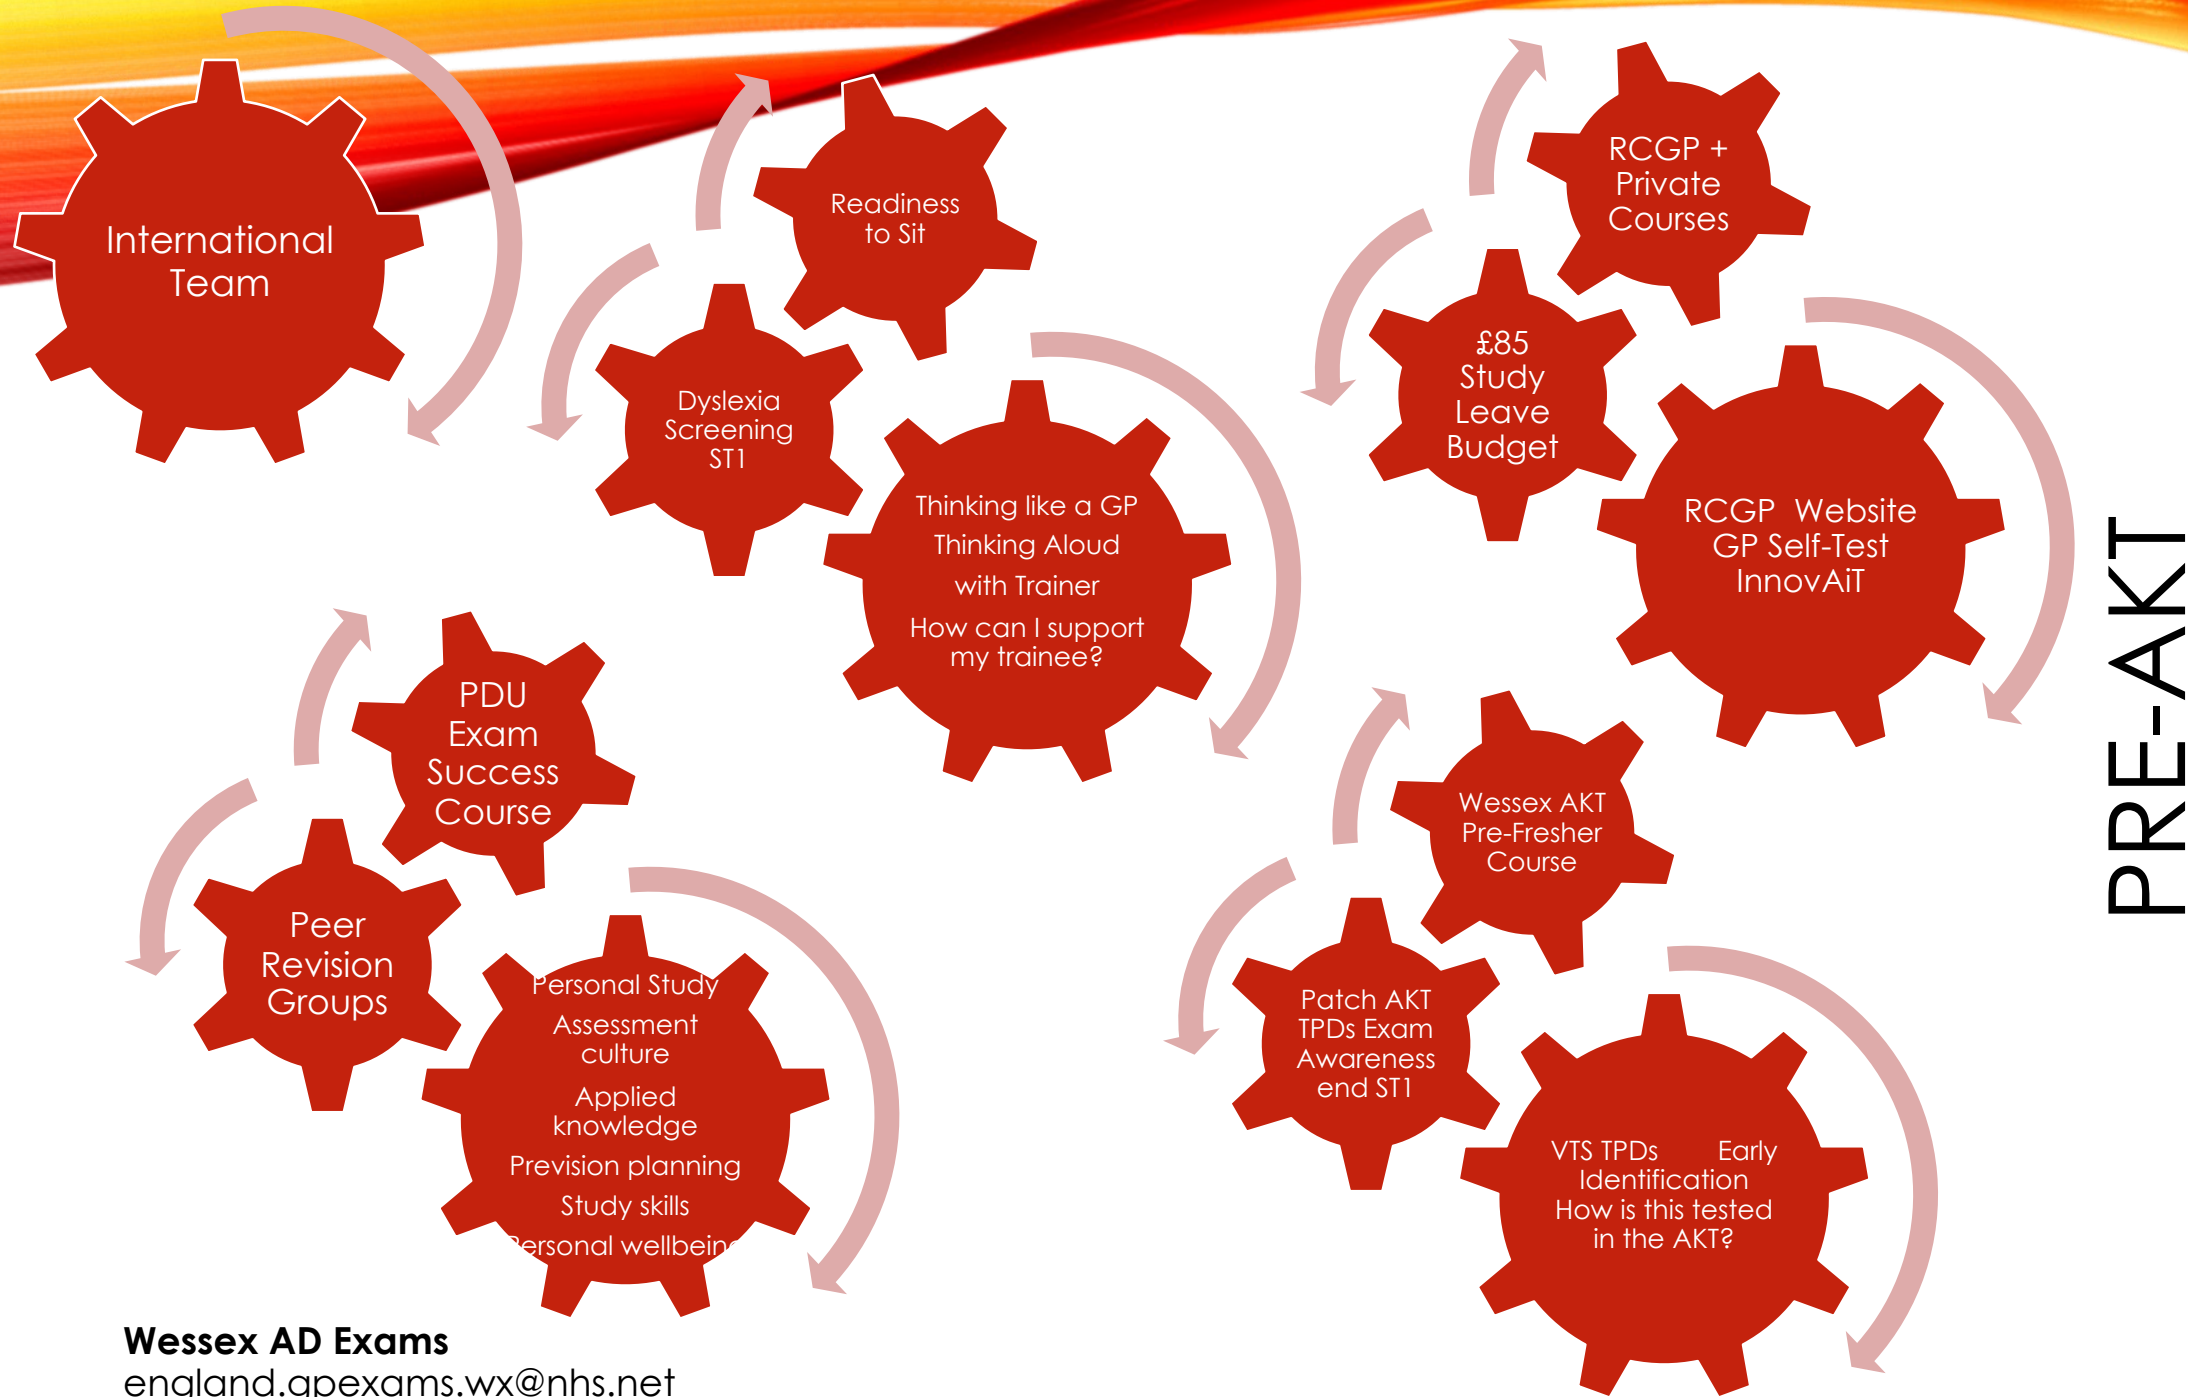 International
Team
Readiness
to Sit
Dyslexia
Screening
ST1
Thinking like a GP
Thinking Aloud
with Trainer
How can I support
my trainee?
RCGP +
Private
Courses
£85
Study
Leave
Budget
RCGP Website
GP Self-Test
InnovAiT
PRE-AKT
PDU
Exam
Success
Course
Peer
Revision
Groups
Personal Study
Assessment
culture
Applied
knowledge
Prevision planning
Study skills
Personal wellbeing
Wessex AKT
Pre-Fresher
Course
Patch AKT
TPDs Exam
Awareness
end ST1
VTS TPDs Early
Identification
How is this tested
in the AKT?
Wessex AD Exams
england.gpexams.wx@nhs.net